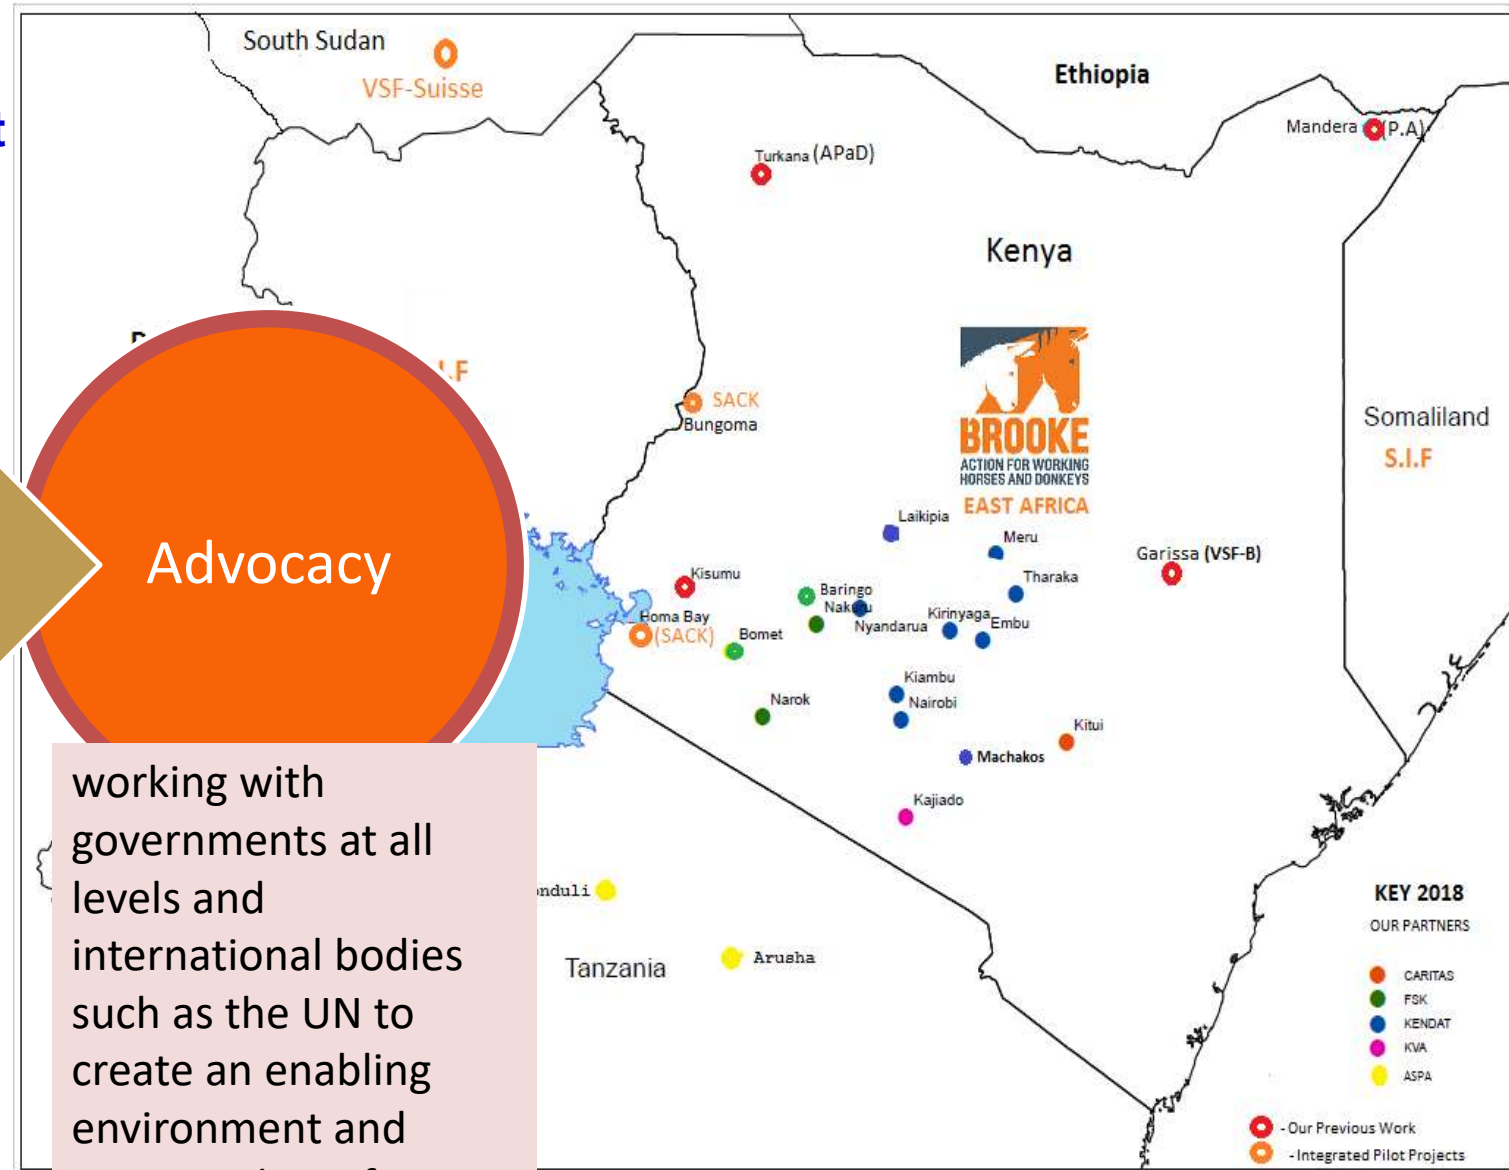 South Sudan
VSF-Suisse
Ethiopia
Mandera
(P.A)
Turkana (APaD)
Kenya
BROOKE
ACTION FOR WORKING
HORSES AND DONKEYS
EAST AFRICA
Somaliland
S.I.F
SACK
Bungoma
Laikipia
Meru
Garissa (VSF-B)
Advocacy
Kisumu
Tharaka
Baringo
Nakuru
Homa Bay
(SACK)
Bomet
Nyandarua
Kirinyaga
Embu
Kiambu
Nairobi
Narok
Kitui
Machakos
Kajiado
working with
governments at all
levels and
international bodies
such as the UN to
create an enabling
environment and
nduli
Arusha
Tanzania
KEY 2018
OUR PARTNERS
CARITAS
FSK
KENDAT
KVA
ASPA
- Our Previous Work
- Integrated Pilot Projects